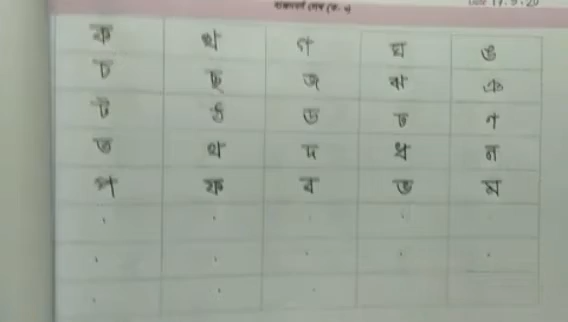 ক খ গ ঘ ঙ
চ ছ জ ঝ ঞ
ট ঠ ড ঢ ণ
ত থ দ ধ ন
প ফ ব ভ ম